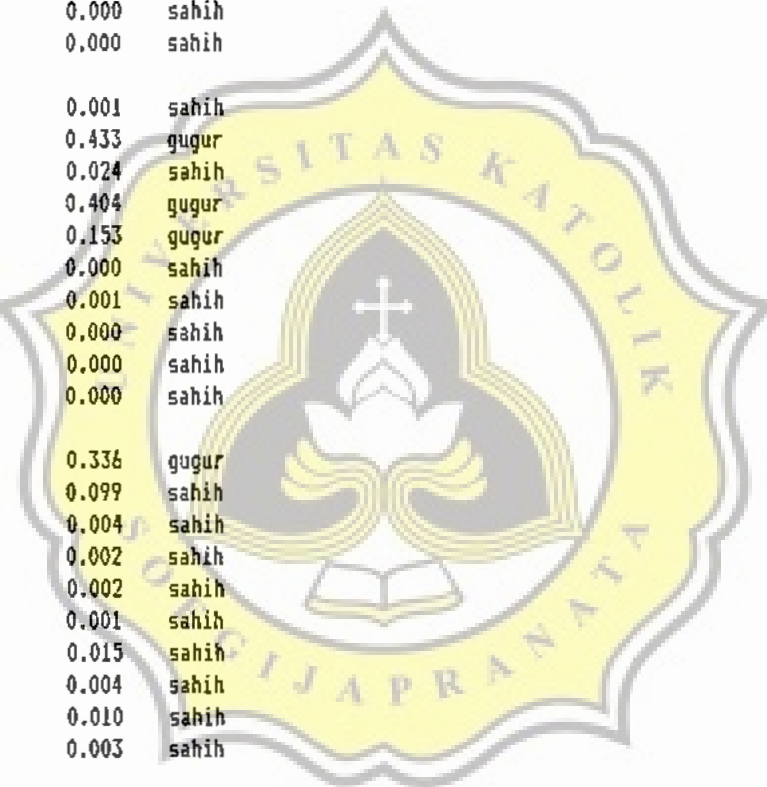 0.000 sahih
0.000 sahih
0.001 sahih
0.433 gugur
0.024 sahih
0.404 gugur
0.153 gugur
0.000 sahih
0.001 sahih
0.000 sahih
0.000 sahih
0.000 sahih
0.336 gugur
0.099 sahih
0.004 sahih
0.002 sahih
0.002 sahih
0.001 sahih
0.015 sahih
0.004 sahih
0.010 sahih
0.003 sahih
UNIVERSITAS KATOLIK
SOEGIJAPRANATA